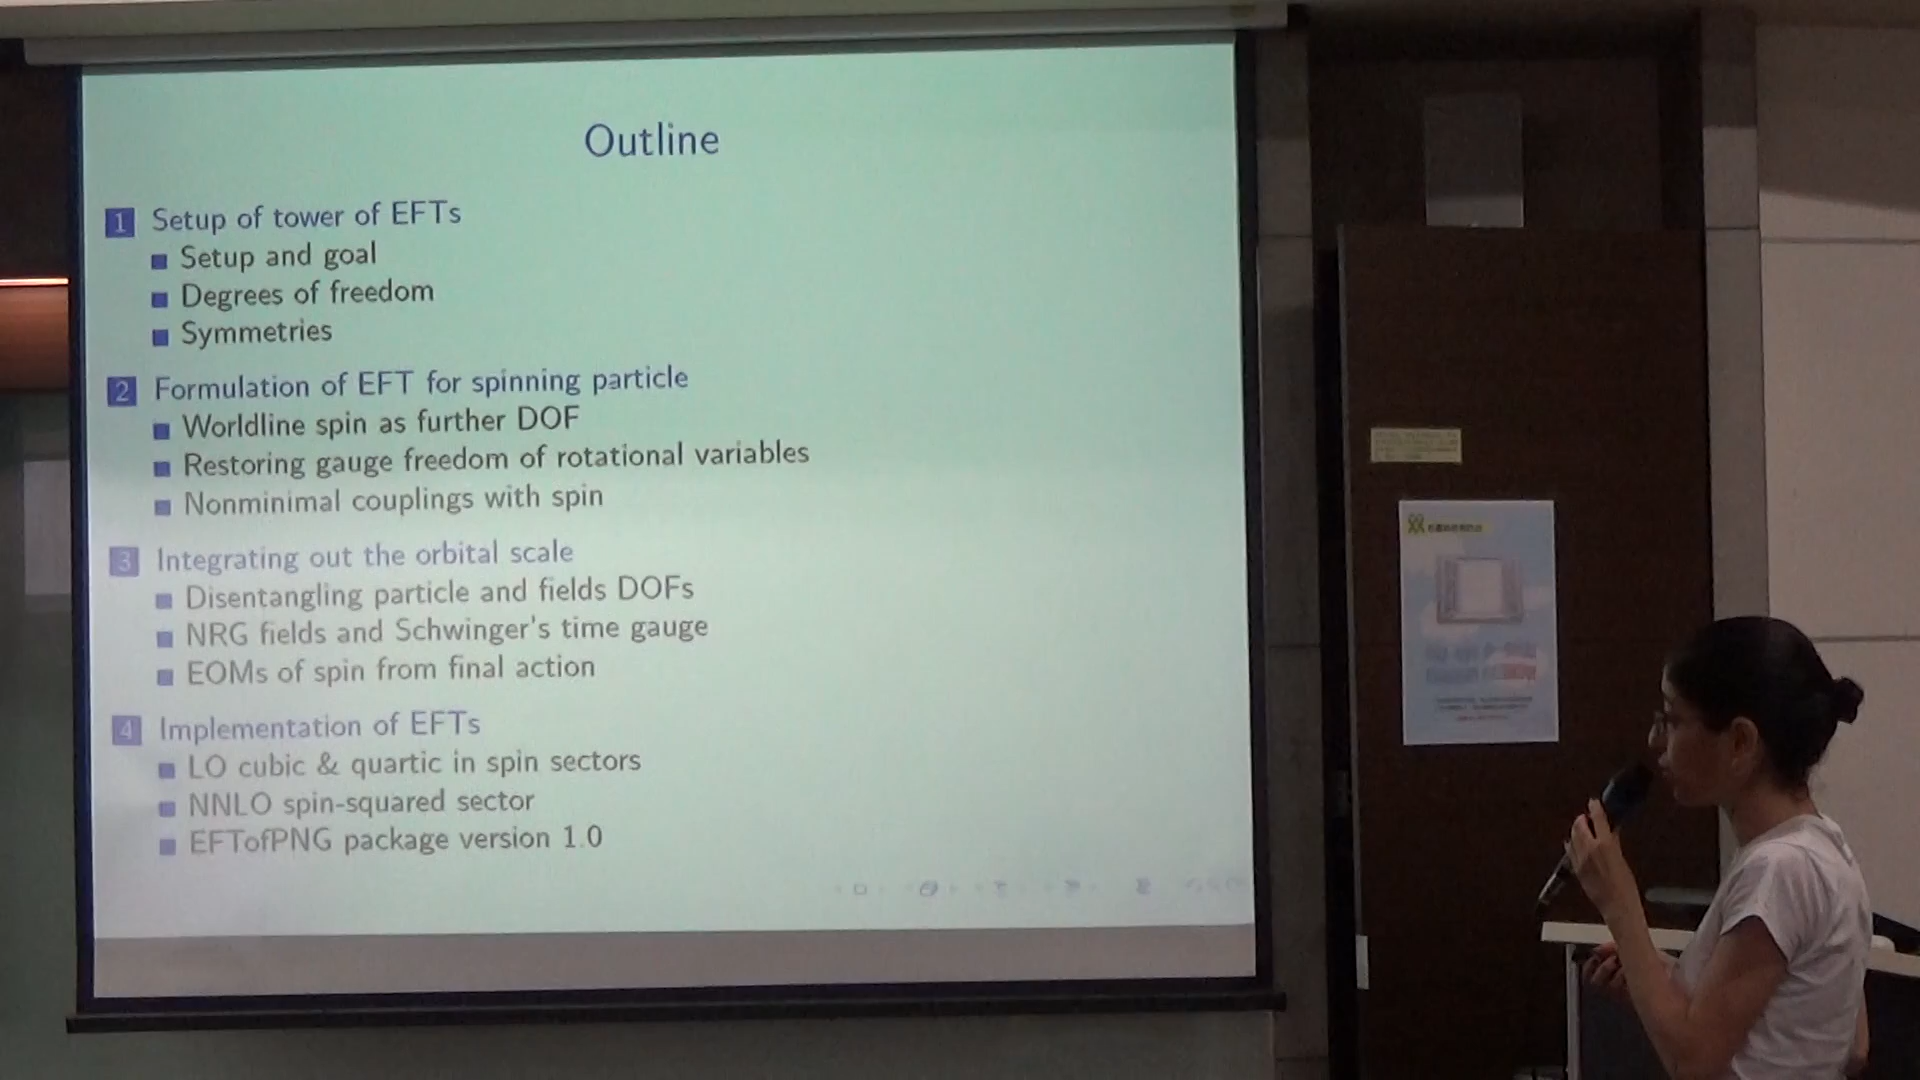 Outline
1 Setup of tower of EFTs
Setup and goal
Degrees of freedom
Symmetries
2 Formulation of EFT for spinning particle
Worldline spin as further DOF
Restoring gauge freedom of rotational variables
Nonminimal couplings with spin
3 Integrating out the orbital scale
Disentangling particle and fields DOFs
NRG fields and Schwinger's time gauge
EOMs of spin from final action
4 Implementation of EFTs
LO cubic & quartic in spin sectors
NNLO spin-squared sector
EFTofPNG package version 1.0